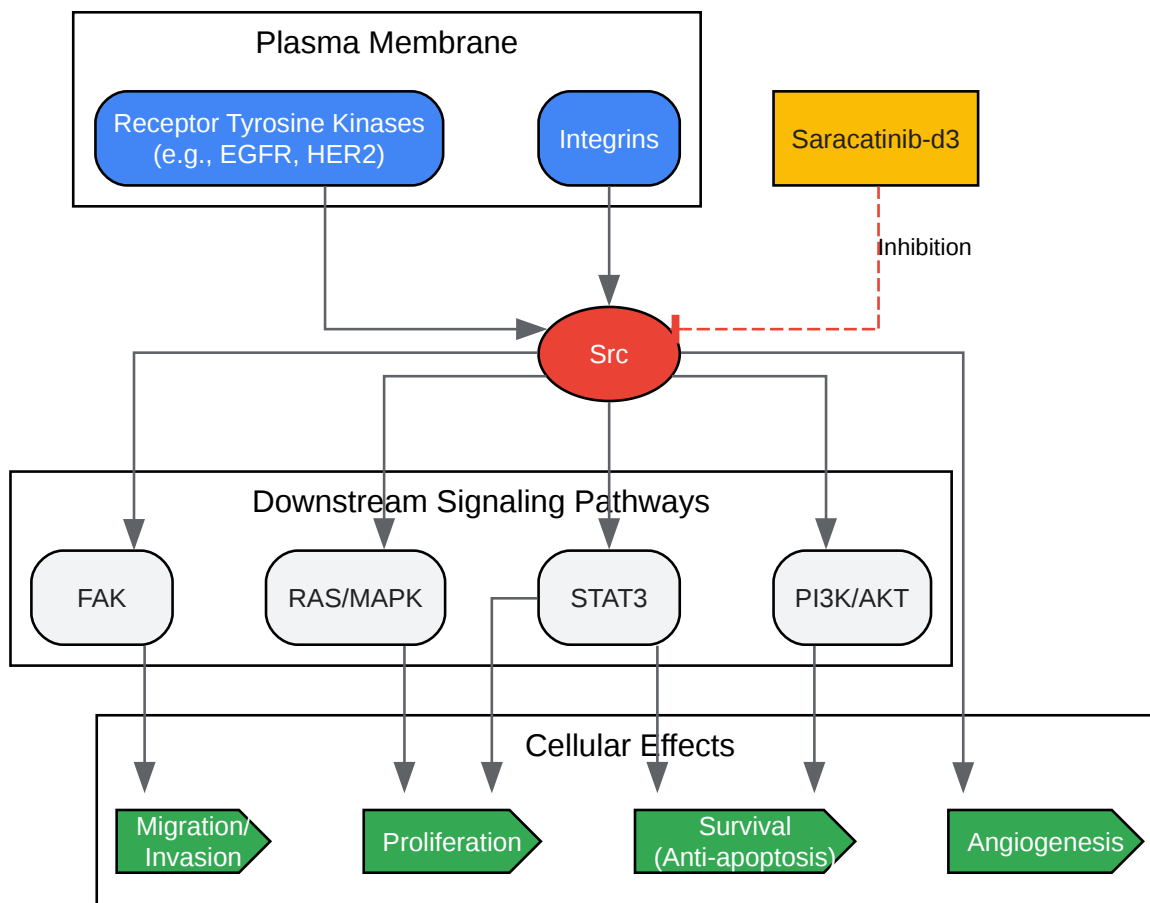 Plasma Membrane
Receptor Tyrosine Kinases
(e.g., EGFR, HER2)
Integrins
Saracatinib-d3
Inhibition
Src
Downstream Signaling Pathways
FAK
RAS/MAPK
STAT3
PI3K/AKT
Cellular Effects
Migration/
Invasion
Proliferation
Survival
(Anti-apoptosis)
Angiogenesis